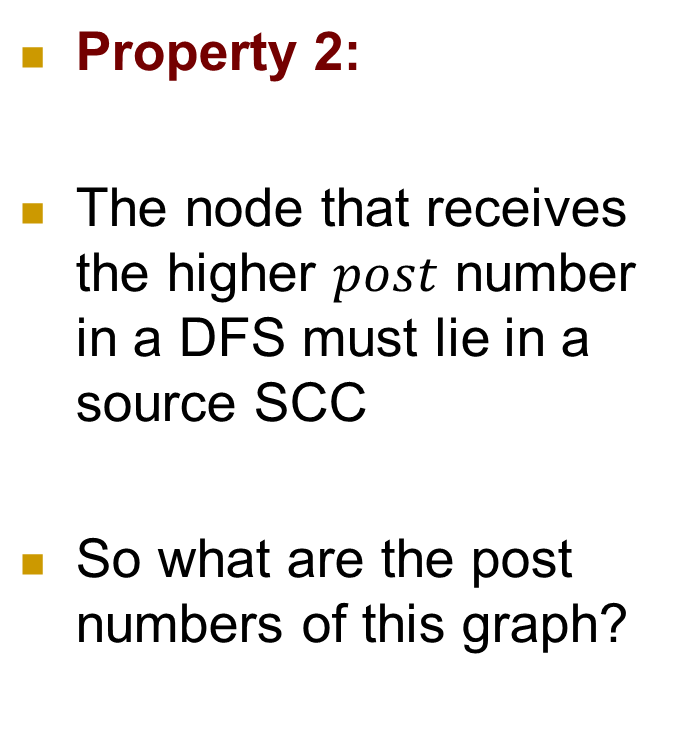 Property 2:
The node that receives
the higher post number
in a DFS must lie in a
source SCC
So what are the post
numbers of this graph?